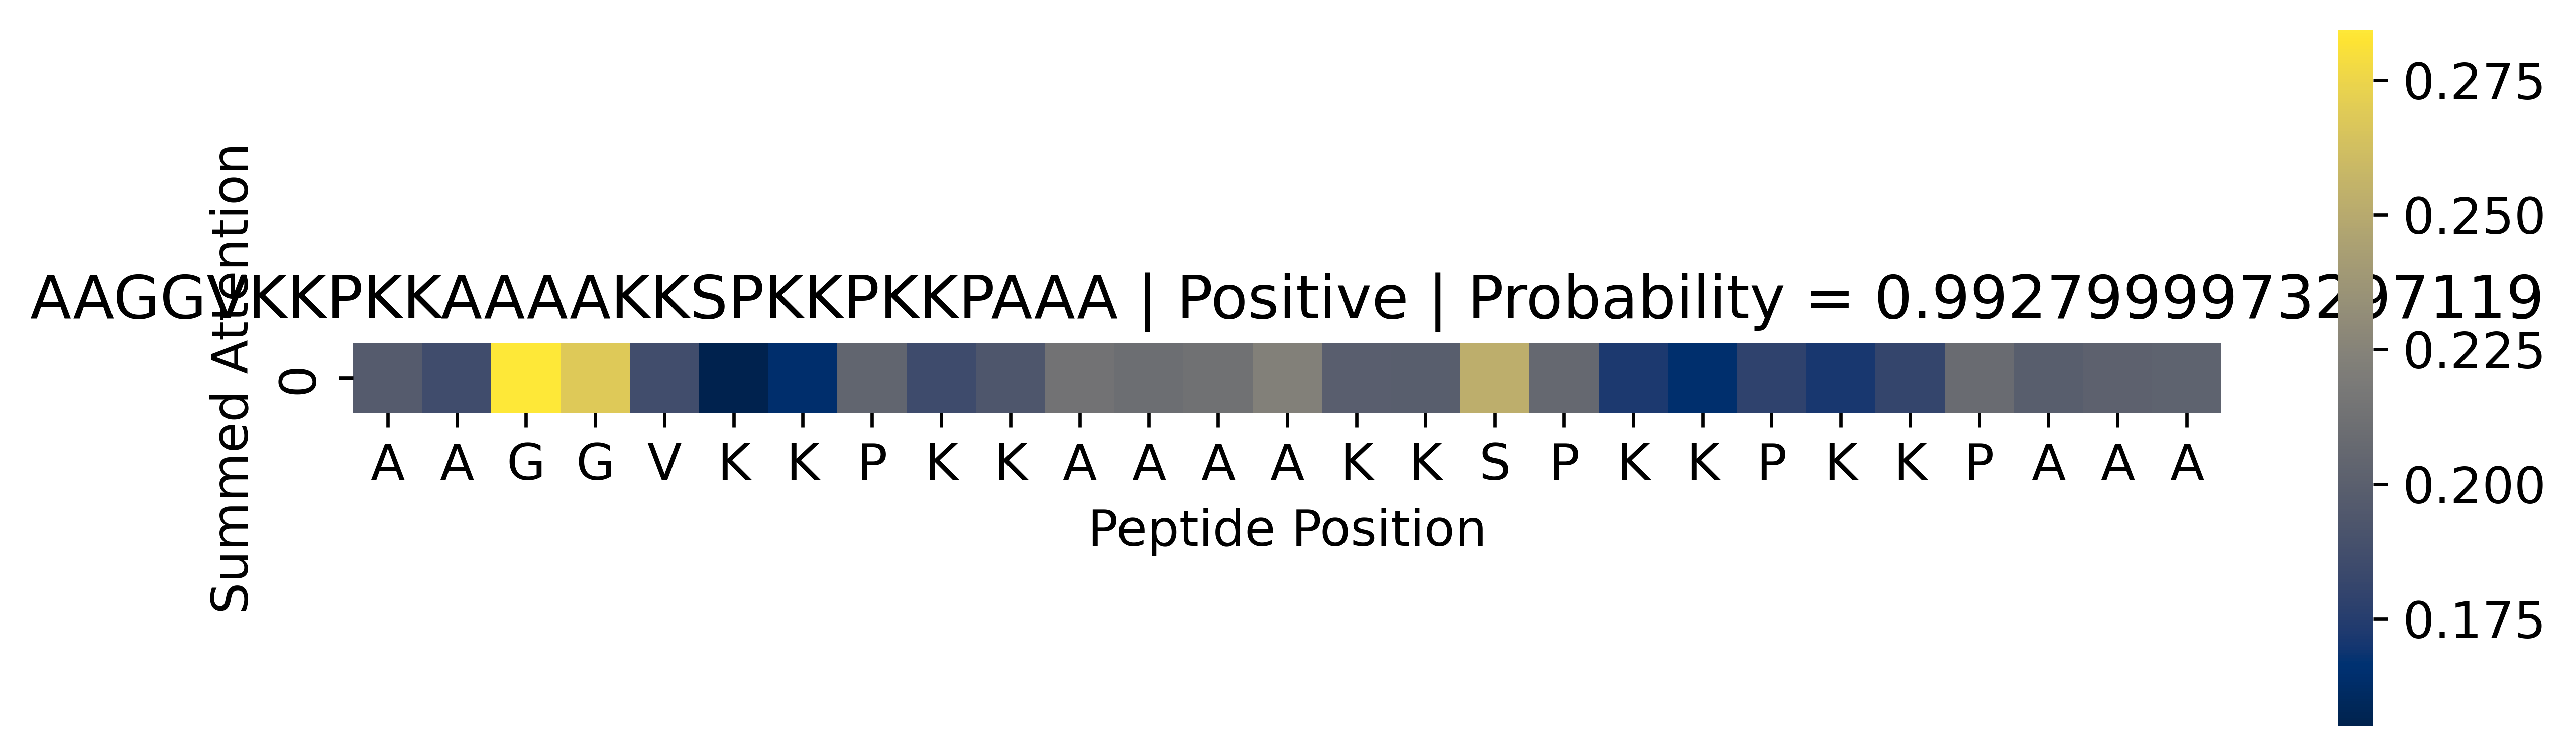 AAGGVKKPKKAAAAKKSPKKPKKPAAA | Positive | Probability = 0.9927999973297119
Summed Attention
0
A A G G V K K P K K A A A A K K S P K K P K K P A A A
Peptide Position
0.275
0.250
0.225
0.200
0.175